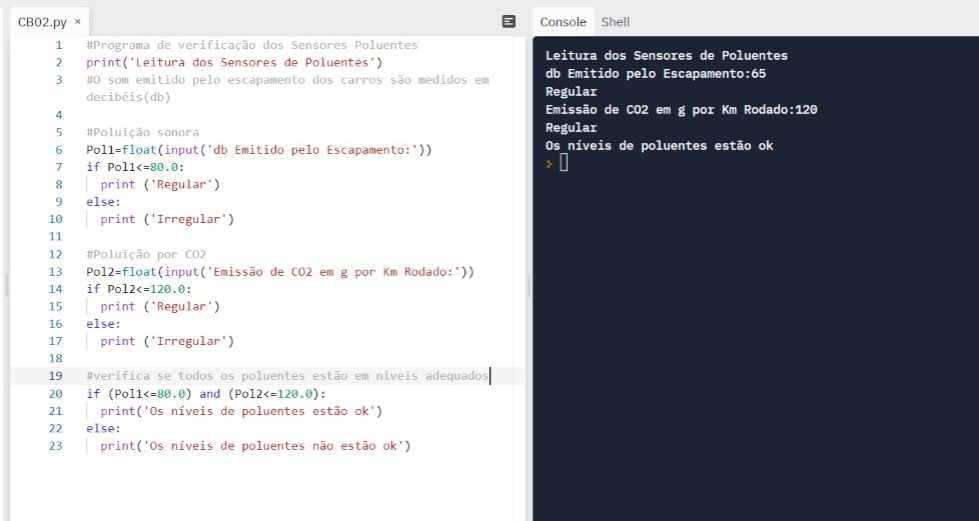 CB02.py ×
1 #Programa de verificação dos Sensores Poluentes
2 print('Leitura dos Sensores de Poluentes')
3 #O som emitido pelo escapamento dos carros são medidos em
decibéis(db)
4
5 #Poluição sonora
6 Pol1=float(input('db Emitido pelo Escapamento:'))
7 if Pol1<=80.0:
8 print ('Regular')
9 else:
10 print ('Irregular')
11
12 #Poluição por CO2
13 Pol2=float(input('Emissão de CO2 em g por Km Rodado:'))
14 if Pol2<=120.0:
15 print ('Regular')
16 else:
17 print ('Irregular')
18
19 #verifica se todos os poluentes estão em niveis adequados
20 if (Pol1<=80.0) and (Pol2<=120.0):
21 print('Os níveis de poluentes estão ok')
22 else:
23 print('Os níveis de poluentes não estão ok')
Console Shell
Leitura dos Sensores de Poluentes
db Emitido pelo Escapamento:65
Regular
Emissão de CO2 em g por Km Rodado:120
Regular
Os níveis de poluentes estão ok
>